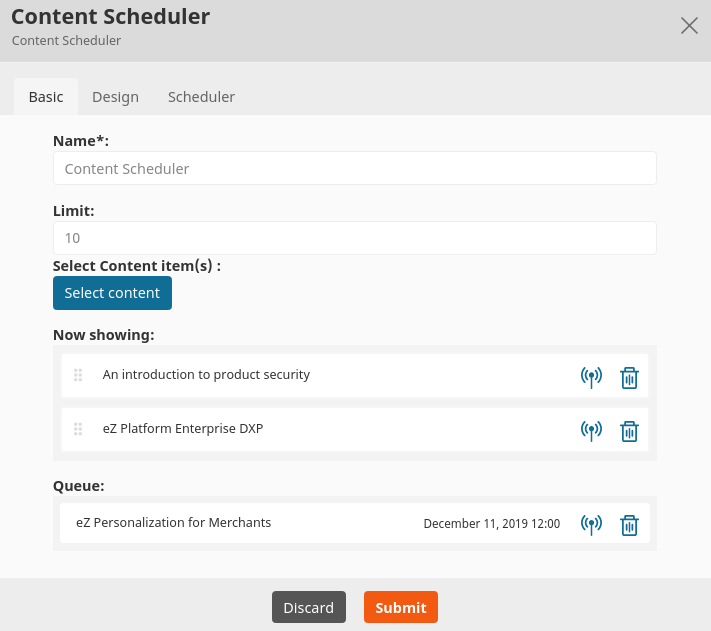 Content Scheduler
Content Scheduler
Basic Design Scheduler
Name*:
Content Scheduler
Limit:
10
Select Content item(s) :
Select content
Now showing:
An introduction to product security
eZ Platform Enterprise DXP
Queue:
eZ Personalization for Merchants December 11, 2019 12:00
Discard Submit